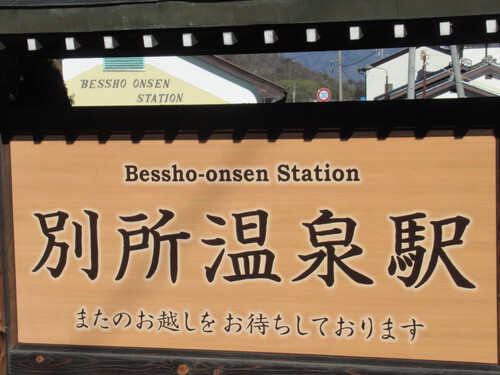 BESSHO ONSEN
STATION
Bessho-onsen Station
別所温泉駅
またのお越しをお待ちしております